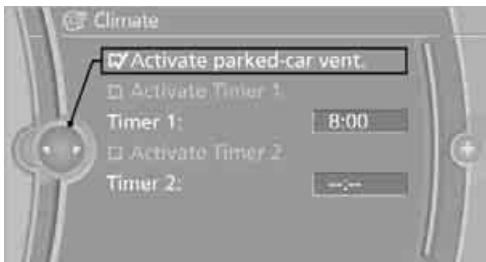 Climate
Activate parked-car vent.
Activate Timer 1
Timer 1: 8:00
Activate Timer 2
Timer 2: --:--